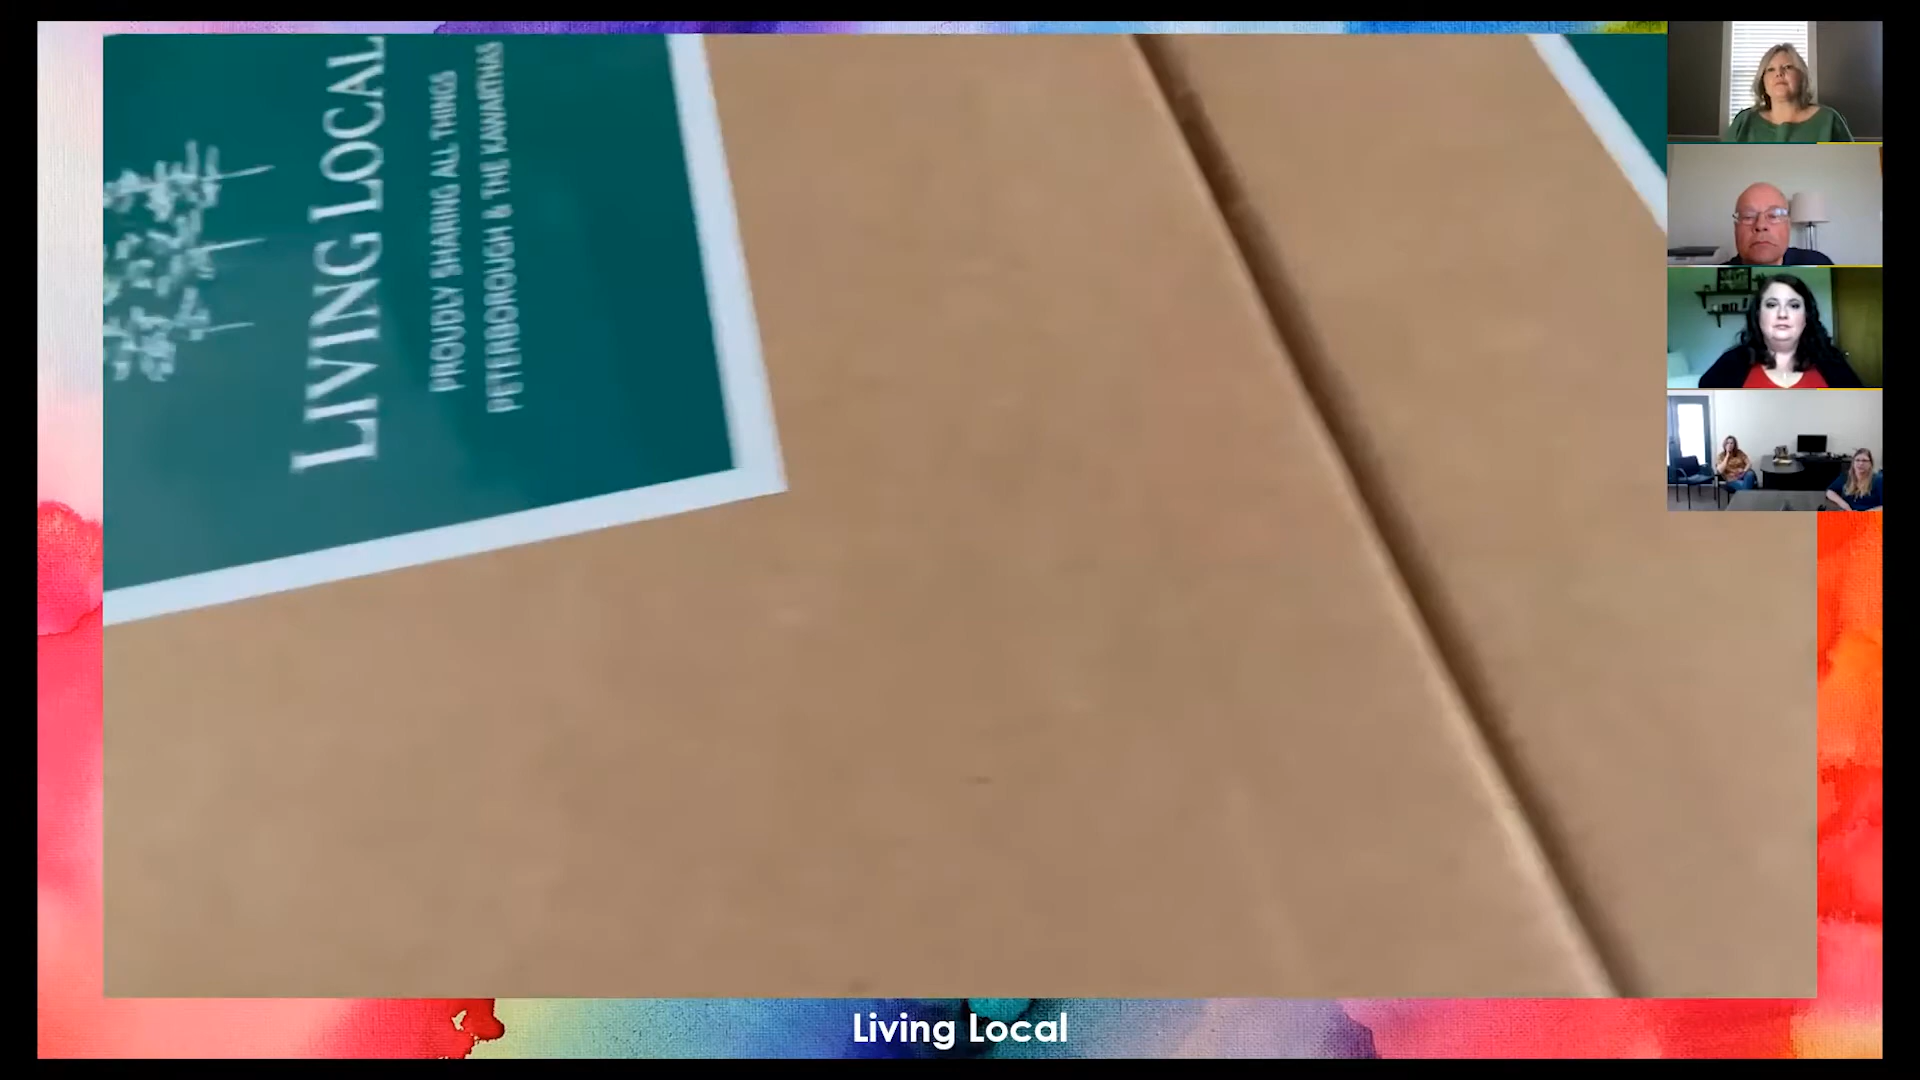 LIVING LOCAL
PROUDLY SHARING ALL THINGS
PETERBOROUGH & THE KAWARTHAS
Living Local